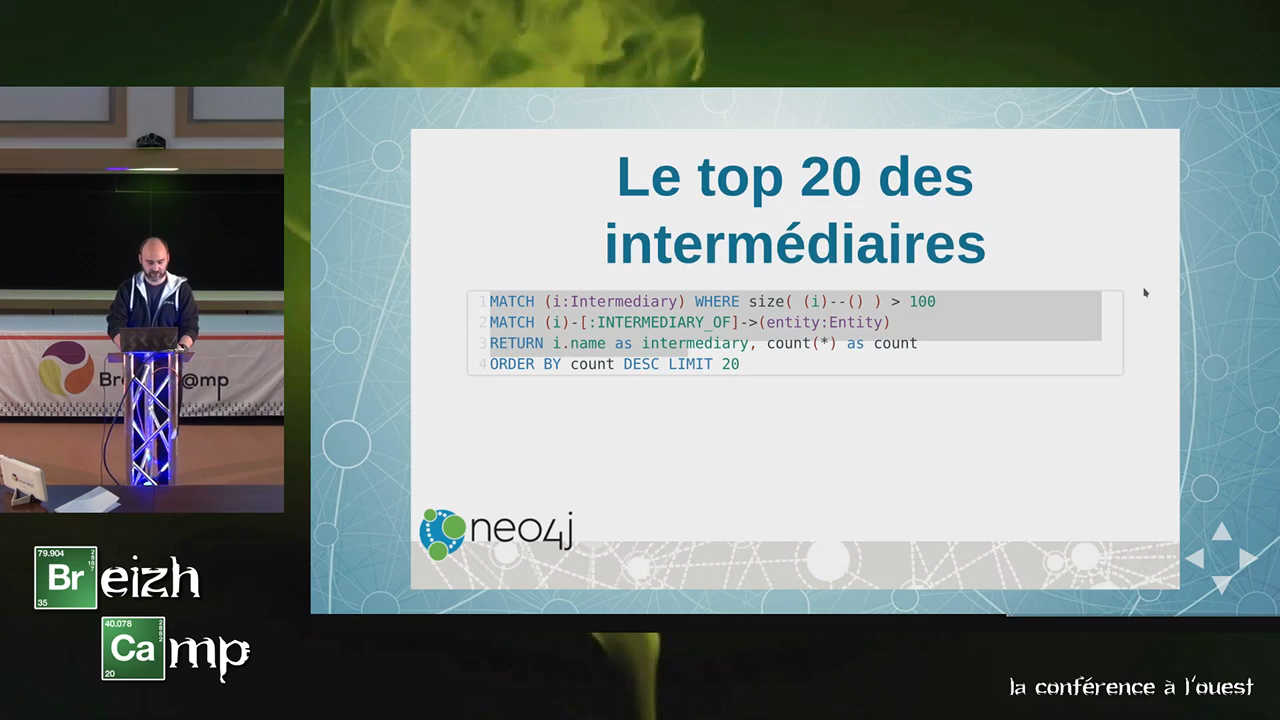 Le top 20 des
intermédiaires
1 MATCH (i:Intermediary) WHERE size( (i)--() ) > 100
2 MATCH (i)-[:INTERMEDIARY_OF]->(entity:Entity)
3 RETURN i.name as intermediary, count(*) as count
4 ORDER BY count DESC LIMIT 20
neo4j
@mp
79.904
Br
35
eizh
40.078
Ca
20
mp
la conférence à l'ouest